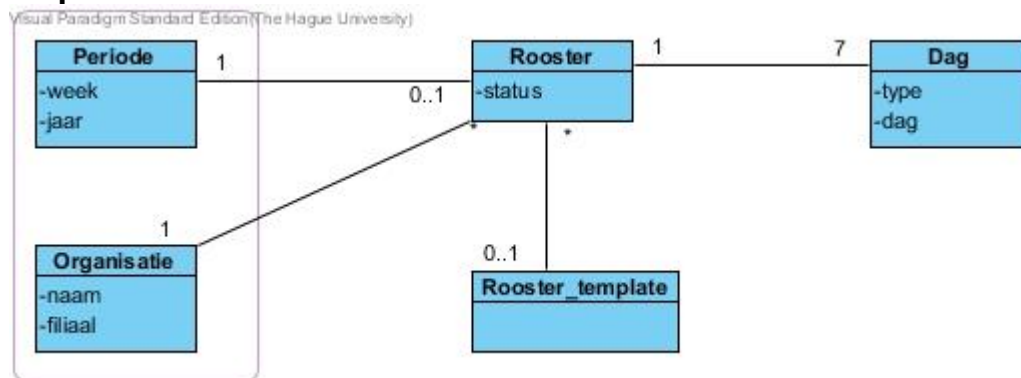 Visual Paradigm Standard Edition(The Hague University)
Periode
-week
-jaar
1
0..1
Rooster
-status
1
7
Dag
-type
-dag
*
*
1
0..1
Organisatie
-naam
-filiaal
Rooster_template